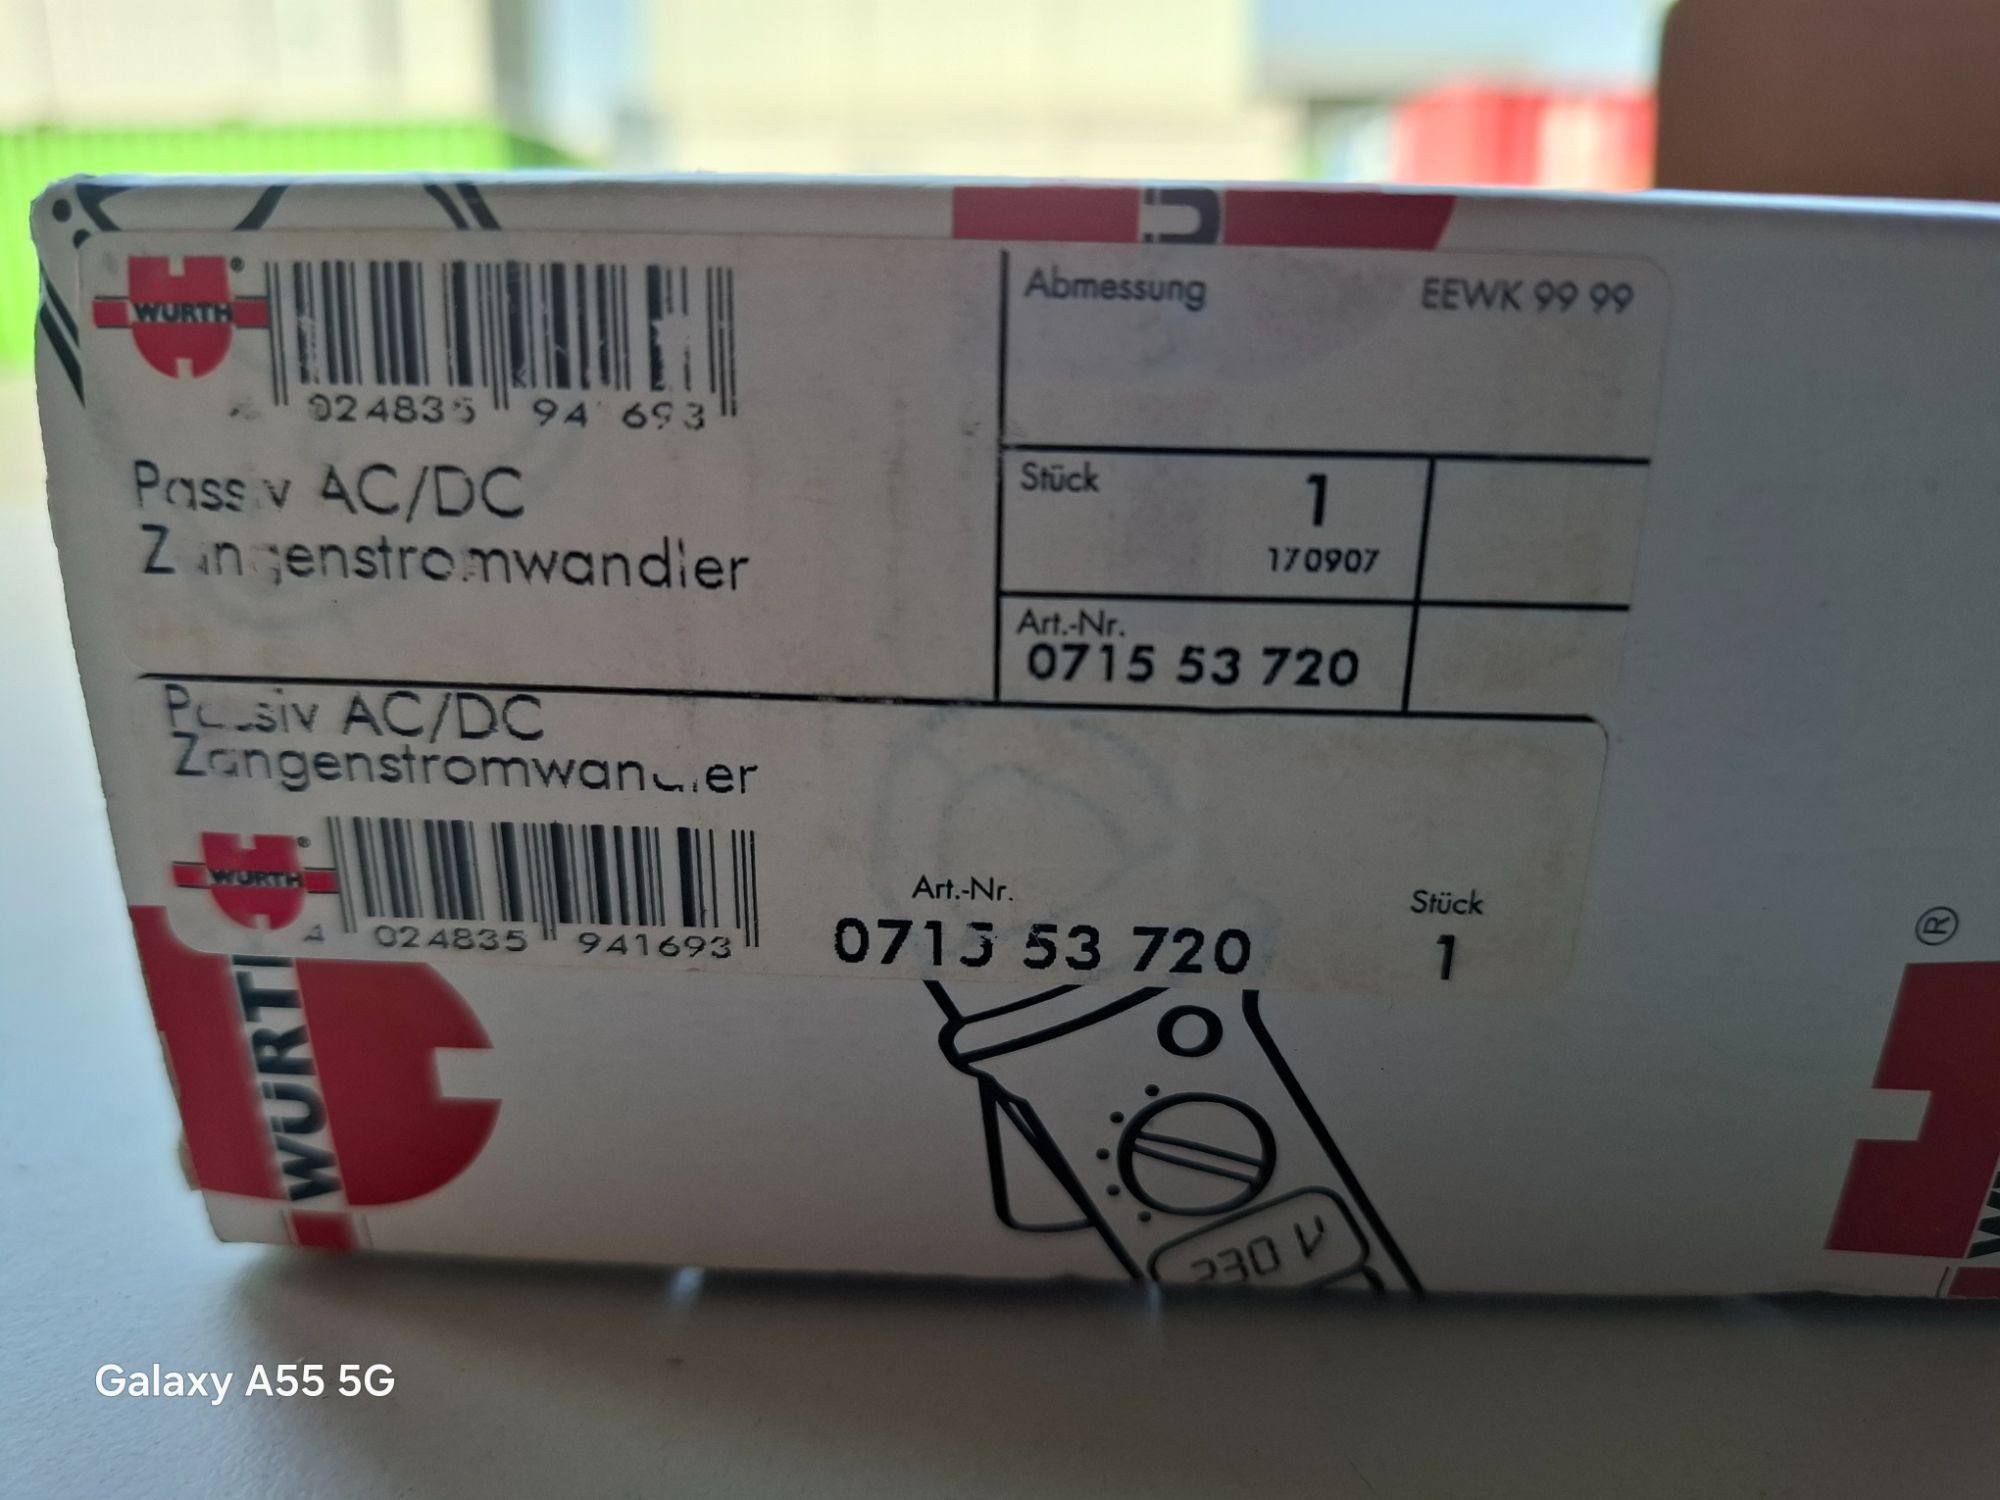 WÜRTH ®
024835 941693
Passiv AC/DC
Zangenstromwandler
Abmessung EEWK 99 99
Stück 1
170907
Art.-Nr.
0715 53 720
Passiv AC/DC
Zangenstromwandler
WÜRTH ®
4 024835 941693
Art.-Nr.
0715 53 720
Stück
1
WÜRTH
®
230 V
Galaxy A55 5G